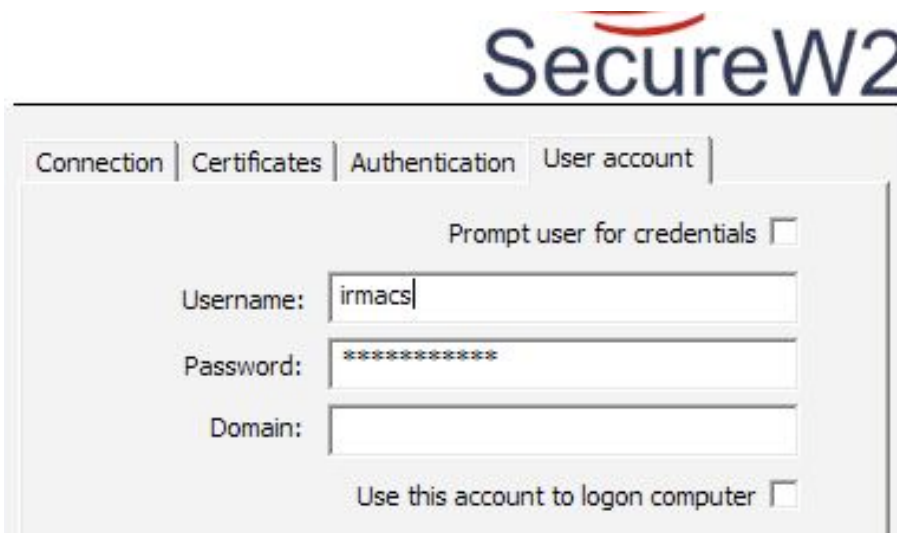 SecureW2
Connection Certificates Authentication User account
Prompt user for credentials
Username: irmacs
Password: ***********
Domain:
Use this account to logon computer